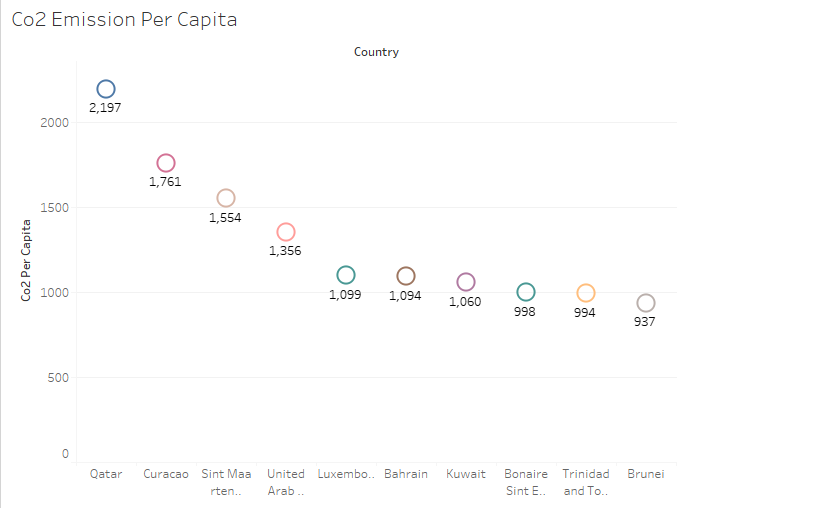 Co2 Emission Per Capita
Country
Co2 Per Capita
2000
1500
1000
500
0
2,197
1,761
1,554
1,356
1,099
1,094
1,060
998
994
937
Qatar
Curacao
Sint Maa
rten..
United
Arab ..
Luxembo..
Bahrain
Kuwait
Bonaire
Sint E..
Trinidad
and To..
Brunei